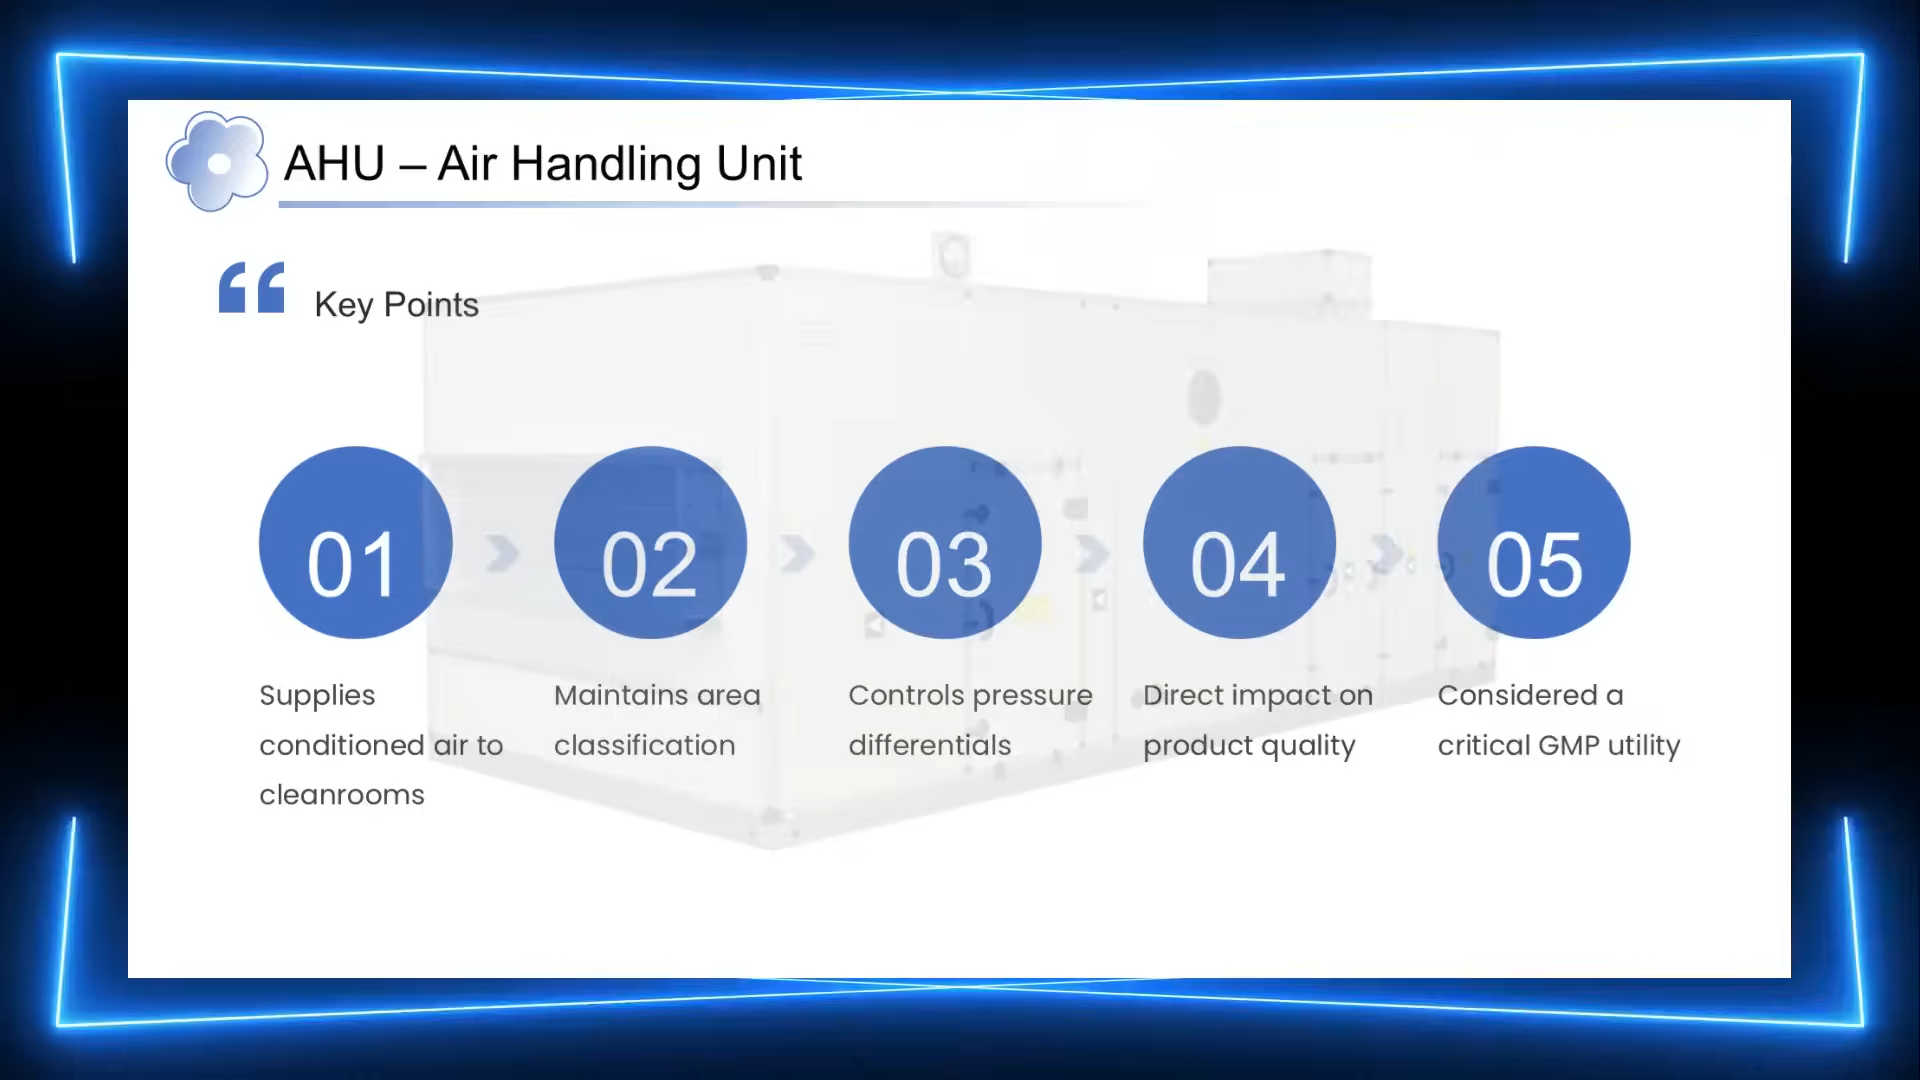 AHU – Air Handling Unit
Key Points
01
02
03
04
05
Supplies
conditioned air to
cleanrooms
Maintains area
classification
Controls pressure
differentials
Direct impact on
product quality
Considered a
critical GMP utility